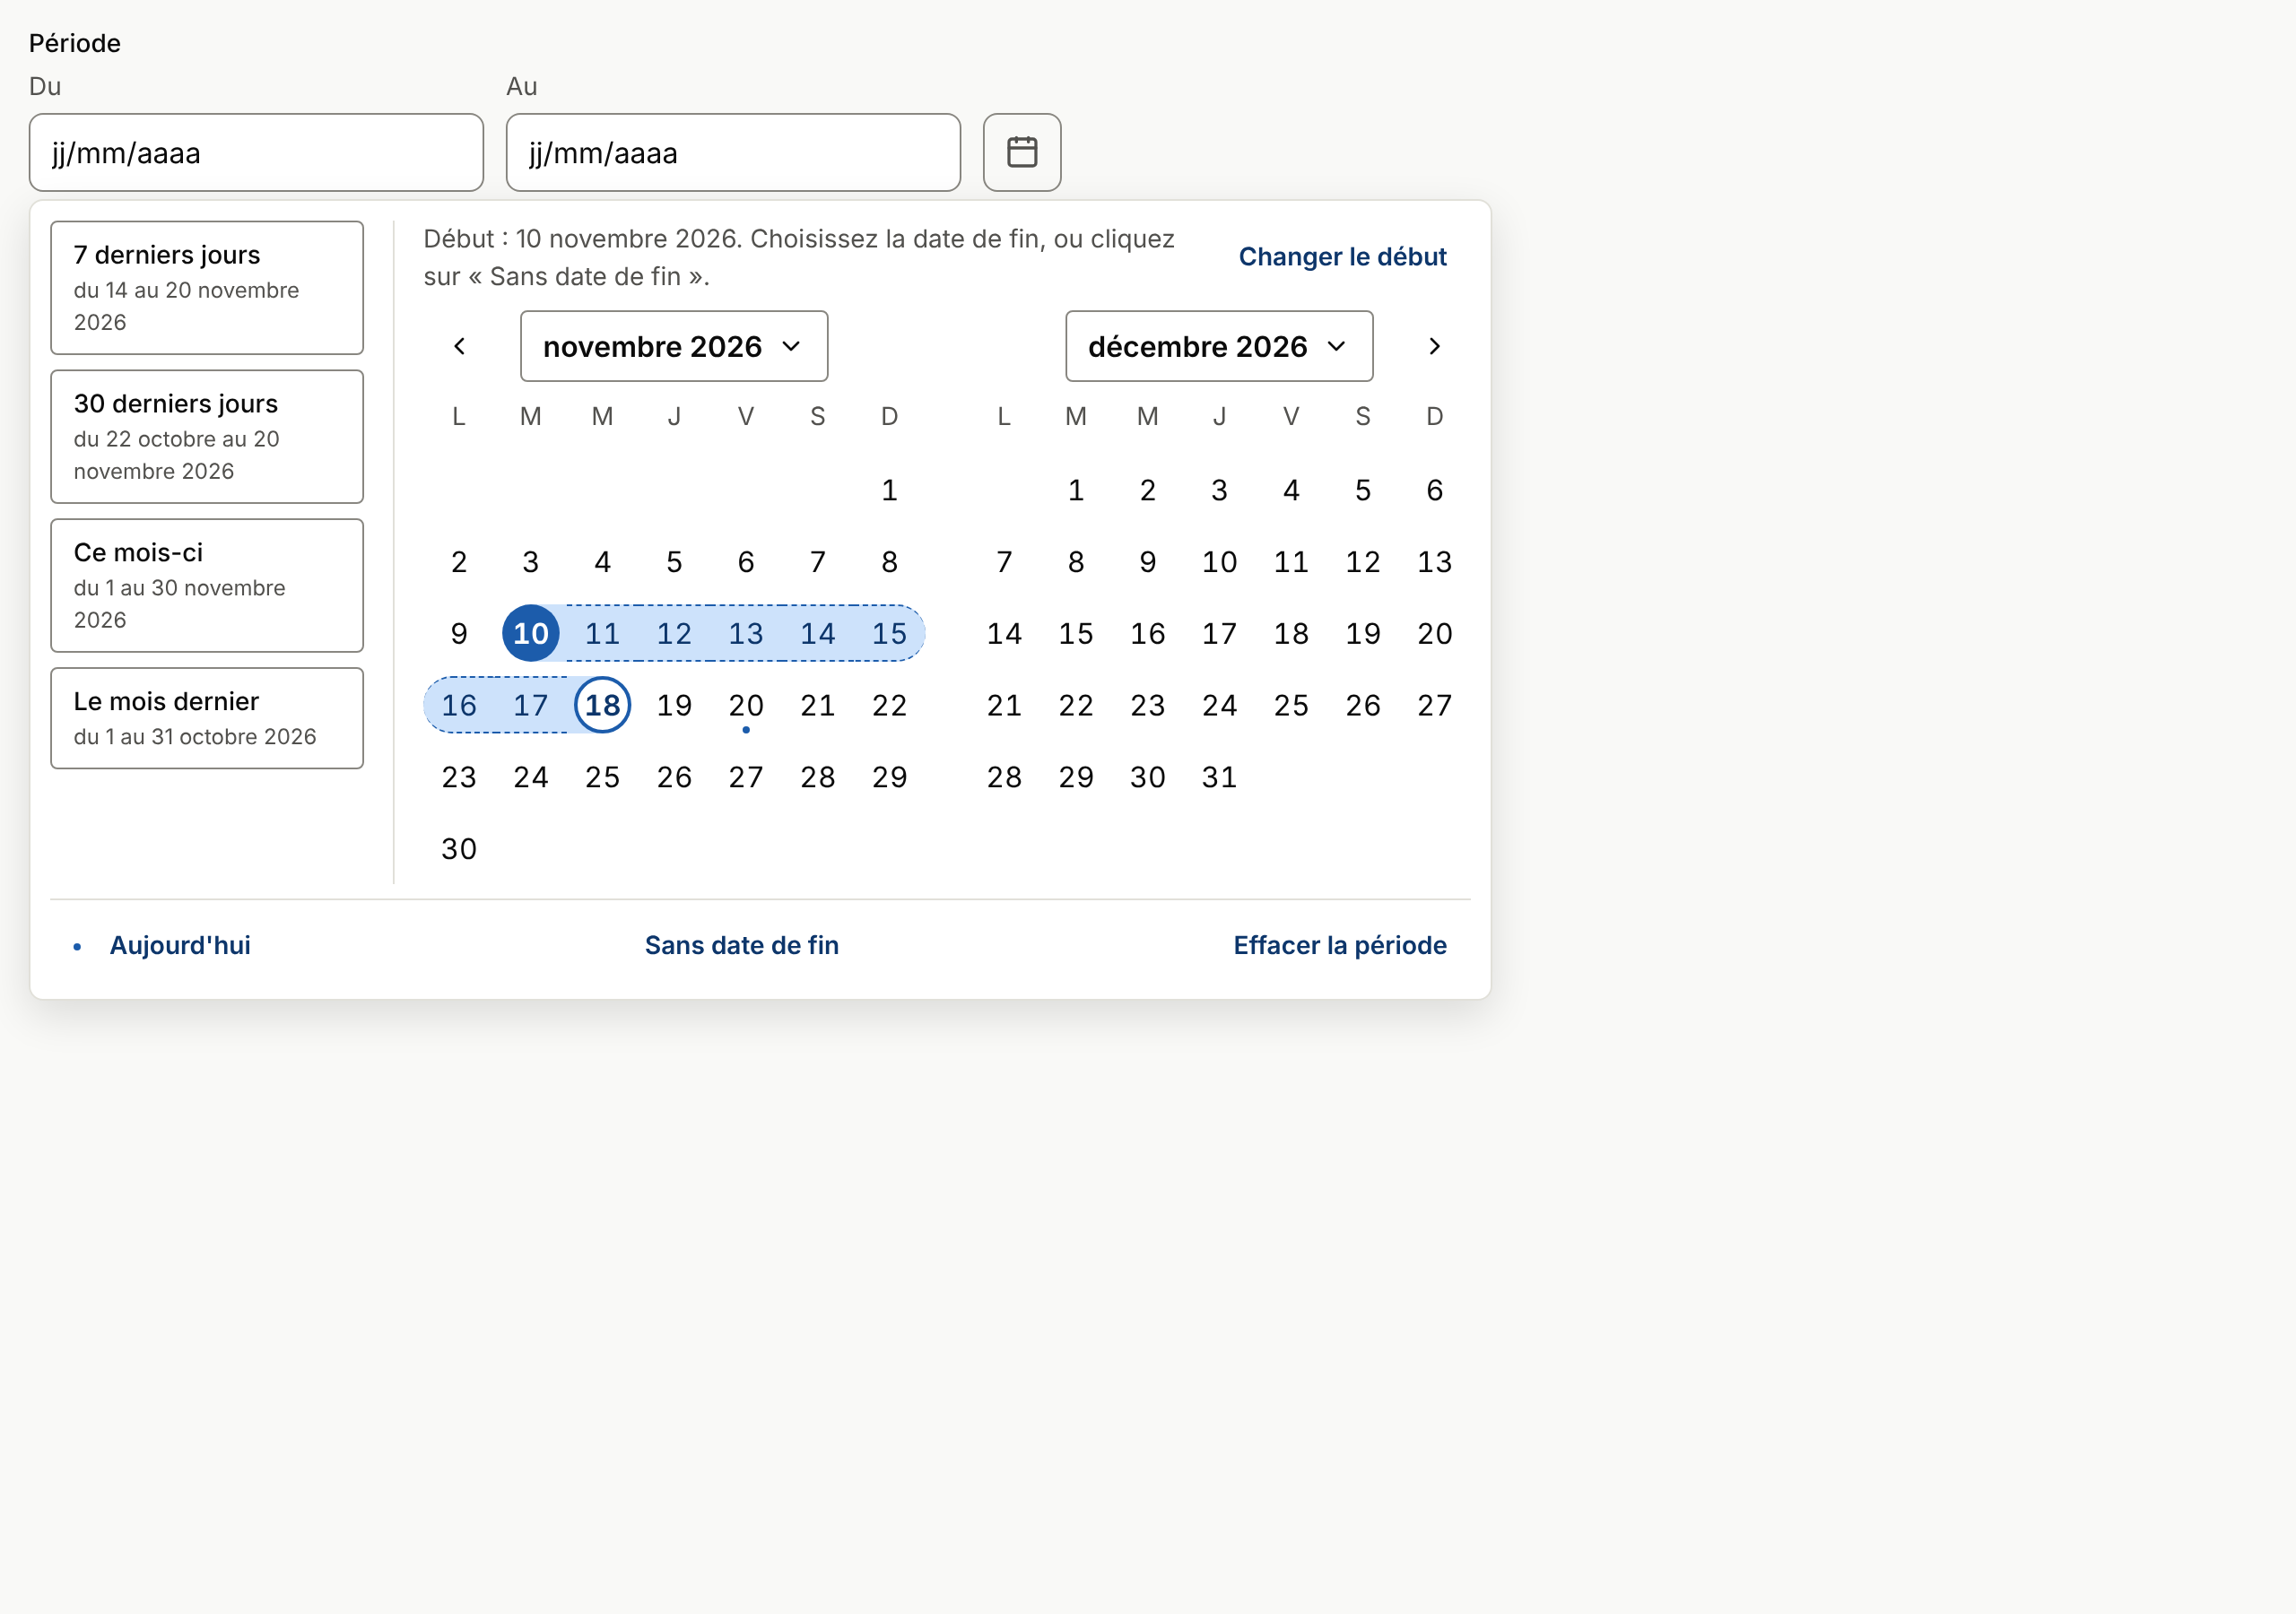 Période
Du
Au
jj/mm/aaaa
jj/mm/aaaa
7 derniers jours
du 14 au 20 novembre
2026
30 derniers jours
du 22 octobre au 20
novembre 2026
Ce mois-ci
du 1 au 30 novembre
2026
Le mois dernier
du 1 au 31 octobre 2026
Début : 10 novembre 2026. Choisissez la date de fin, ou cliquez
sur « Sans date de fin ».
Changer le début
novembre 2026
L M M J V S D
1
2 3 4 5 6 7 8
9 10 11 12 13 14 15
16 17 18 19 20 21 22
23 24 25 26 27 28 29
30
décembre 2026
L M M J V S D
1 2 3 4 5 6
7 8 9 10 11 12 13
14 15 16 17 18 19 20
21 22 23 24 25 26 27
28 29 30 31
Aujourd'hui
Sans date de fin
Effacer la période